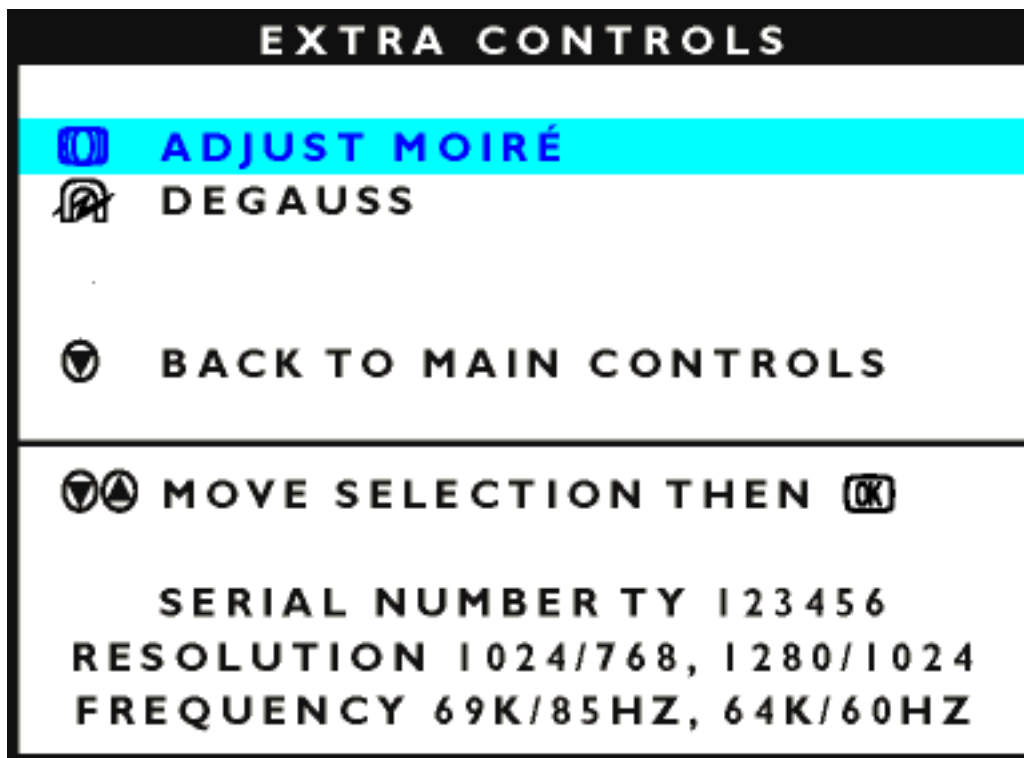 EXTRA CONTROLS
ADJUST MOIRÉ
DEGAUSS
BACK TO MAIN CONTROLS
MOVE SELECTION THEN OK
SERIAL NUMBER TY 123456
RESOLUTION 1024/768, 1280/1024
FREQUENCY 69K/85HZ, 64K/60HZ